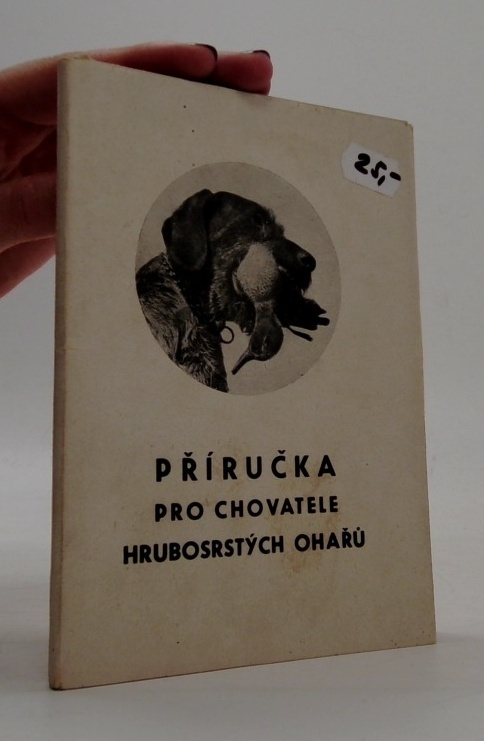 25,-
PŘÍRUČKA
PRO CHOVATELE
HRUBOSRSTÝCH OHAŘŮ